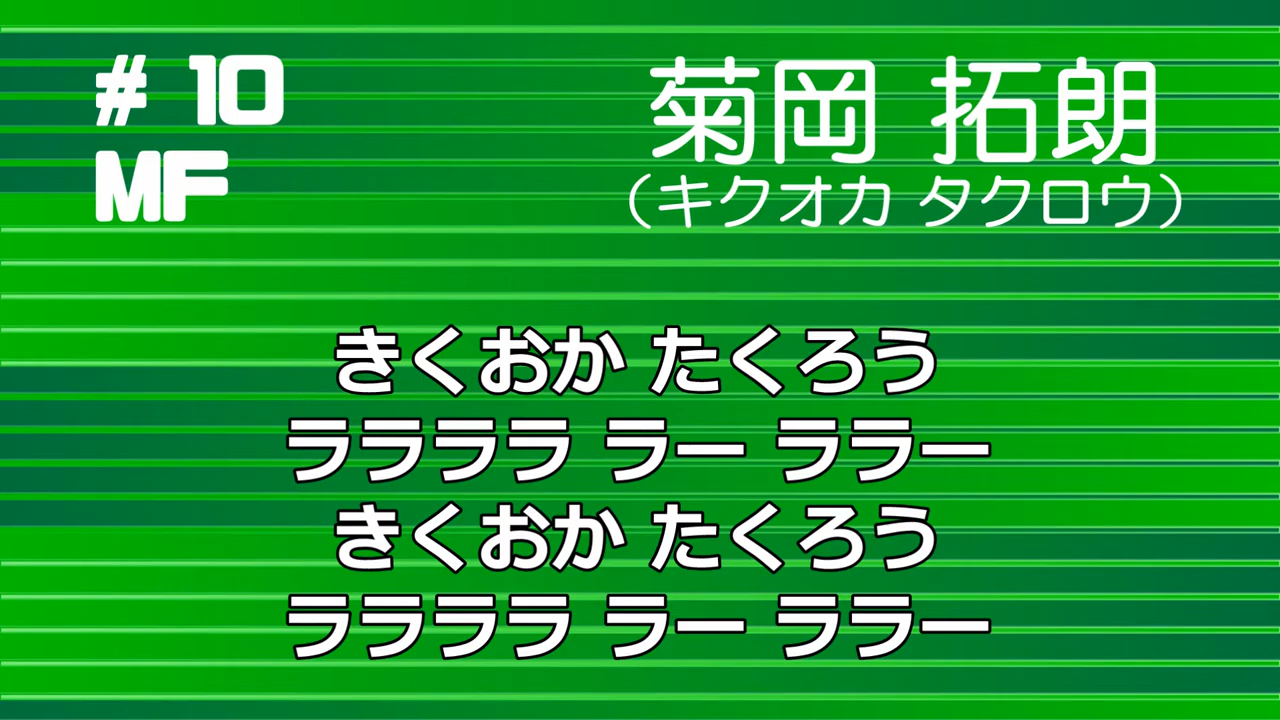 # 10
MF
菊岡 拓朗
（キクオカ タクロウ）
きくおか たくろう
ララララ ラー ララー
きくおか たくろう
ララララ ラー ララー